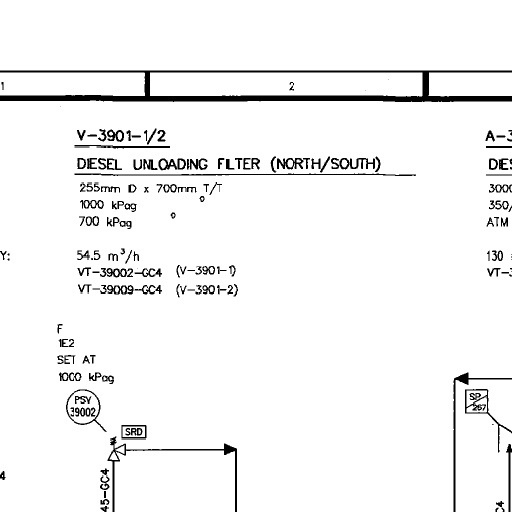 1
2
V-3901-1/2
DIESEL UNLOADING FILTER (NORTH/SOUTH)
255mm ID x 700mm T/T
1000 kPag °
700 kPag °
54.5 m³/h
VT-39002-GC4 (V-3901-1)
VT-39009-GC4 (V-3901-2)
Y:
A-3
DIES
3000
350/
ATM
130
VT-3
F
1E2
SET AT
1000 kPag
PSV
39002
SRD
45-GC4
SP
267
4
C4